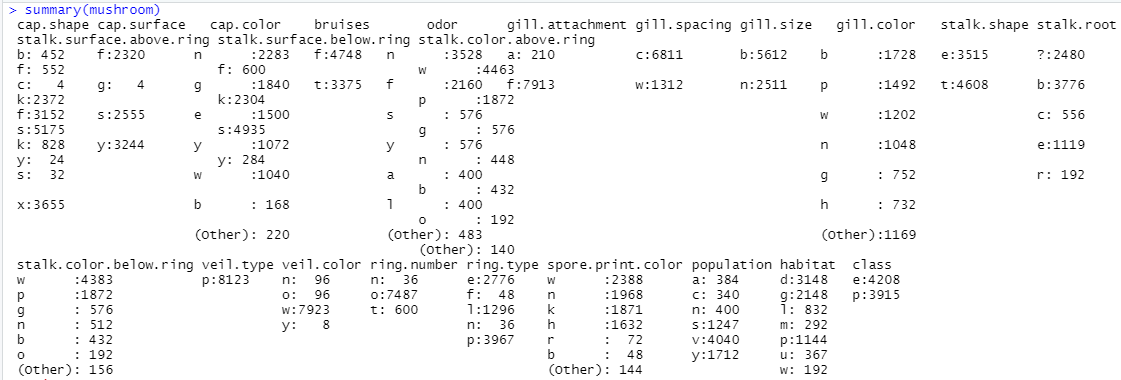 > summary(mushroom)
 cap.shape cap.surface   cap.color    bruises       odor      gill.attachment gill.spacing gill.size   gill.color   stalk.shape stalk.root
 stalk.surface.above.ring stalk.surface.below.ring stalk.color.above.ring
 b: 452    f:2320      n      :2283   f:4748   n      :3528   a: 210          c:6811       b:5612    b      :1728   e:3515      ?:2480
 f: 552                   f: 600                   w      :4463
 c:   4    g:   4      g      :1840   t:3375   f      :2160   f:7913          w:1312       n:2511    p      :1492   t:4608      b:3776
 k:2372                   k:2304                   p      :1872
 f:3152    s:2555      e      :1500            s      : 576                                          w      :1202               c: 556
 s:5175                   s:4935                   g      : 576
 k: 828    y:3244      y      :1072            y      : 576                                          n      :1048               e:1119
 y:  24                   y: 284                   n      : 448
 s:  32                w      :1040            a      : 400                                          g      : 752               r: 192
                                                   b      : 432
 x:3655                b      : 168            l      : 400                                          h      : 732
                                                   o      : 192
                       (Other): 220            (Other): 483                                          (Other):1169
                                                   (Other): 140
 stalk.color.below.ring veil.type veil.color ring.number ring.type spore.print.color population habitat  class
 w      :4383           p:8123    n:  96     n:  36      e:2776    w      :2388      a: 384     d:3148   e:4208
 p      :1872                     o:  96     o:7487      f:  48    n      :1968      c: 340     g:2148   p:3915
 g      : 576                     w:7923     t: 600      l:1296    k      :1871      n: 400     l: 832
 n      : 512                     y:   8                 n:  36    h      :1632      s:1247     m: 292
 b      : 432                                            p:3967    r      :  72      v:4040     p:1144
 o      : 192                                                      b      :  48      y:1712     u: 367
 (Other): 156                                                      (Other): 144                 w: 192